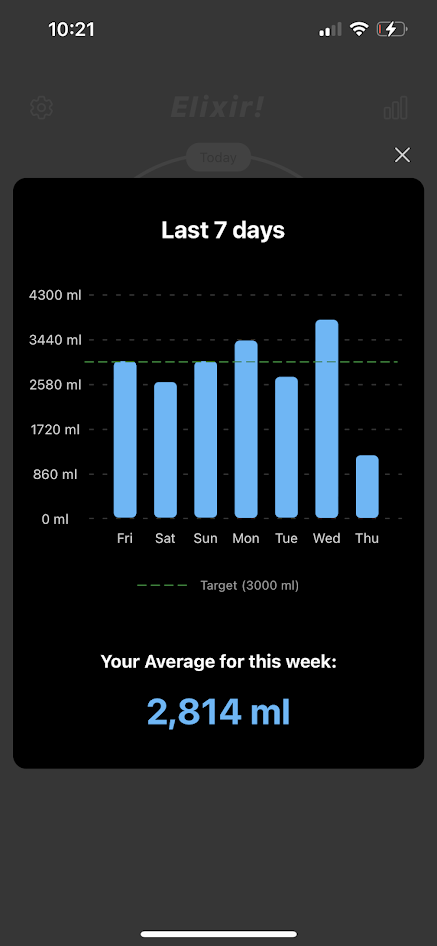 10:21
Elixir!
Today
Last 7 days
4300 ml
3440 ml
2580 ml
1720 ml
860 ml
0 ml
Fri Sat Sun Mon Tue Wed Thu
Target (3000 ml)
Your Average for this week:
2,814 ml